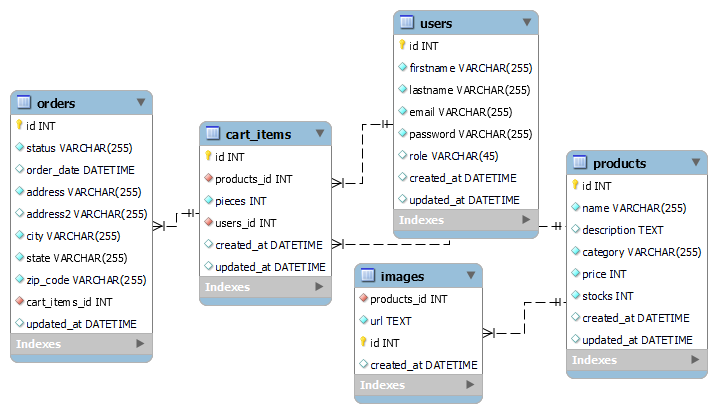 users
id INT
firstname VARCHAR(255)
lastname VARCHAR(255)
email VARCHAR(255)
password VARCHAR(255)
role VARCHAR(45)
created_at DATETIME
updated_at DATETIME
Indexes
orders
id INT
status VARCHAR(255)
order_date DATETIME
address VARCHAR(255)
address2 VARCHAR(255)
city VARCHAR(255)
state VARCHAR(255)
zip_code VARCHAR(255)
cart_items_id INT
updated_at DATETIME
Indexes
cart_items
id INT
products_id INT
pieces INT
users_id INT
created_at DATETIME
updated_at DATETIME
Indexes
products
id INT
name VARCHAR(255)
description TEXT
category VARCHAR(255)
price INT
stocks INT
created_at DATETIME
updated_at DATETIME
Indexes
images
products_id INT
url TEXT
id INT
created_at DATETIME
Indexes